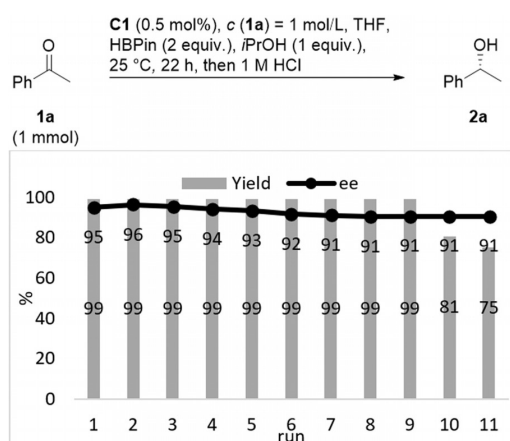 C1 (0.5 mol%), c (1a) = 1 mol/L, THF,
HBPin (2 equiv.), iPrOH (1 equiv.),
25 °C, 22 h, then 1 M HCl
O
Ph
1a
(1 mmol)
OH
Ph
2a
Yield ee
%
100
80
60
40
20
0
95 96 95 94 93 92 91 91 91 91 91
99 99 99 99 99 99 99 99 99 81 75
1 2 3 4 5 6 7 8 9 10 11
run